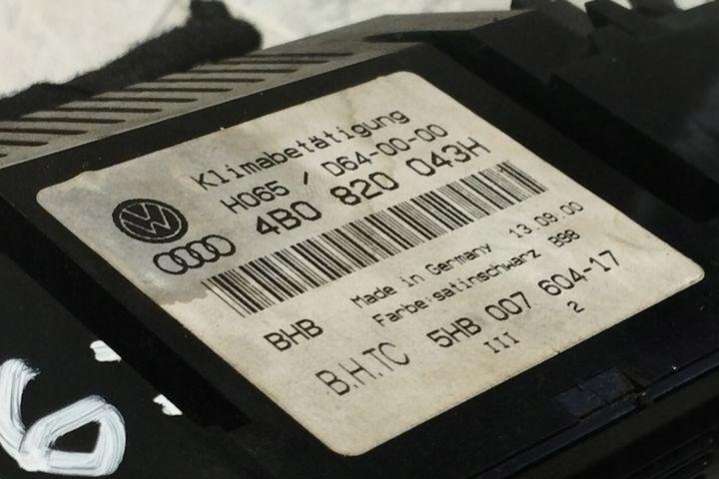 Klimabetätigung
H065 / D64-00-00
4B0 820 043H
Made in Germany 13.09.00
Farbe:satinschwarz B98
BHB
B.H.TC 5HB 007 604-17
III 2